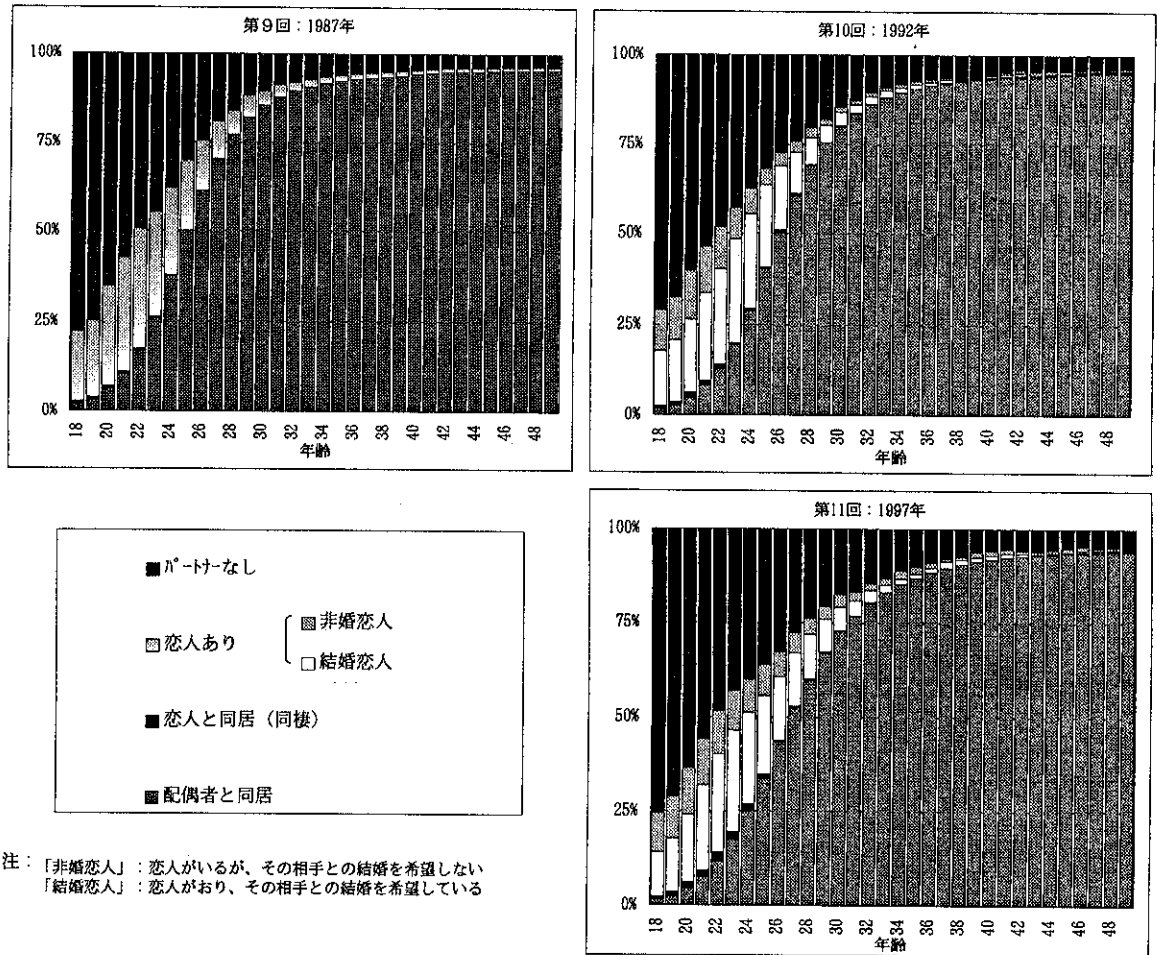 第9回：1987年
100%
75%
50%
25%
0%
18 20 22 24 26 28 30 32 34 36 38 40 42 44 46 48
年齢
第10回：1992年
100%
75%
50%
25%
0%
18 20 22 24 26 28 30 32 34 36 38 40 42 44 46 48
年齢
パートナーなし
恋人あり
非婚恋人
結婚恋人
恋人と同居（同棲）
配偶者と同居
第11回：1997年
100%
75%
50%
25%
0%
18 20 22 24 26 28 30 32 34 36 38 40 42 44 46 48
年齢
注：「非婚恋人」：恋人がいるが、その相手との結婚を希望しない
「結婚恋人」：恋人がおり、その相手との結婚を希望している